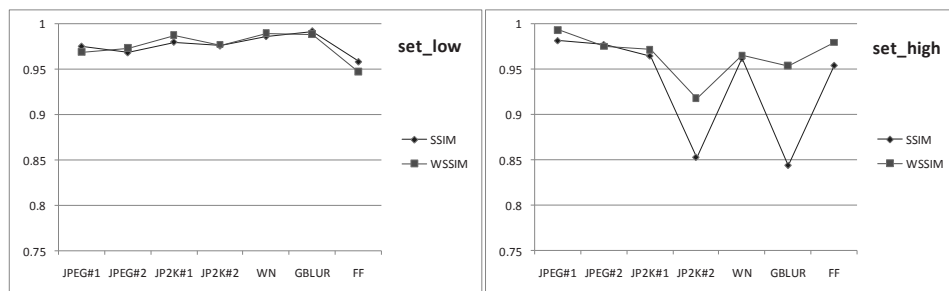 1
0.95
0.9
0.85
0.8
0.75
set_low
SSIM
WSSIM
JPEG#1 JPEG#2 JP2K#1 JP2K#2 WN GBLUR FF
1
0.95
0.9
0.85
0.8
0.75
set_high
SSIM
WSSIM
JPEG#1 JPEG#2 JP2K#1 JP2K#2 WN GBLUR FF